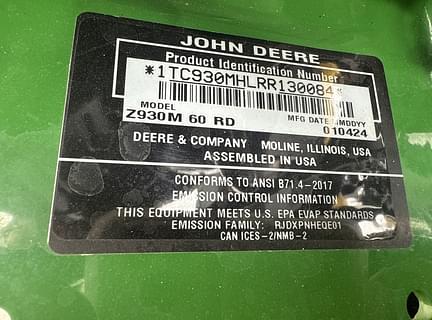 JOHN DEERE
Product Identification Number
*1TC930MHLRR130084*
MODEL MFG DATE MMDDYY
Z930M 60 RD 010424
DEERE & COMPANY MOLINE, ILLINOIS, USA
ASSEMBLED IN USA
CONFORMS TO ANSI B71.4-2017
EMISSION CONTROL INFORMATION
THIS EQUIPMENT MEETS U.S. EPA EVAP STANDARDS
EMISSION FAMILY: RJDXPNHEQE01
CAN ICES-2/NMB-2